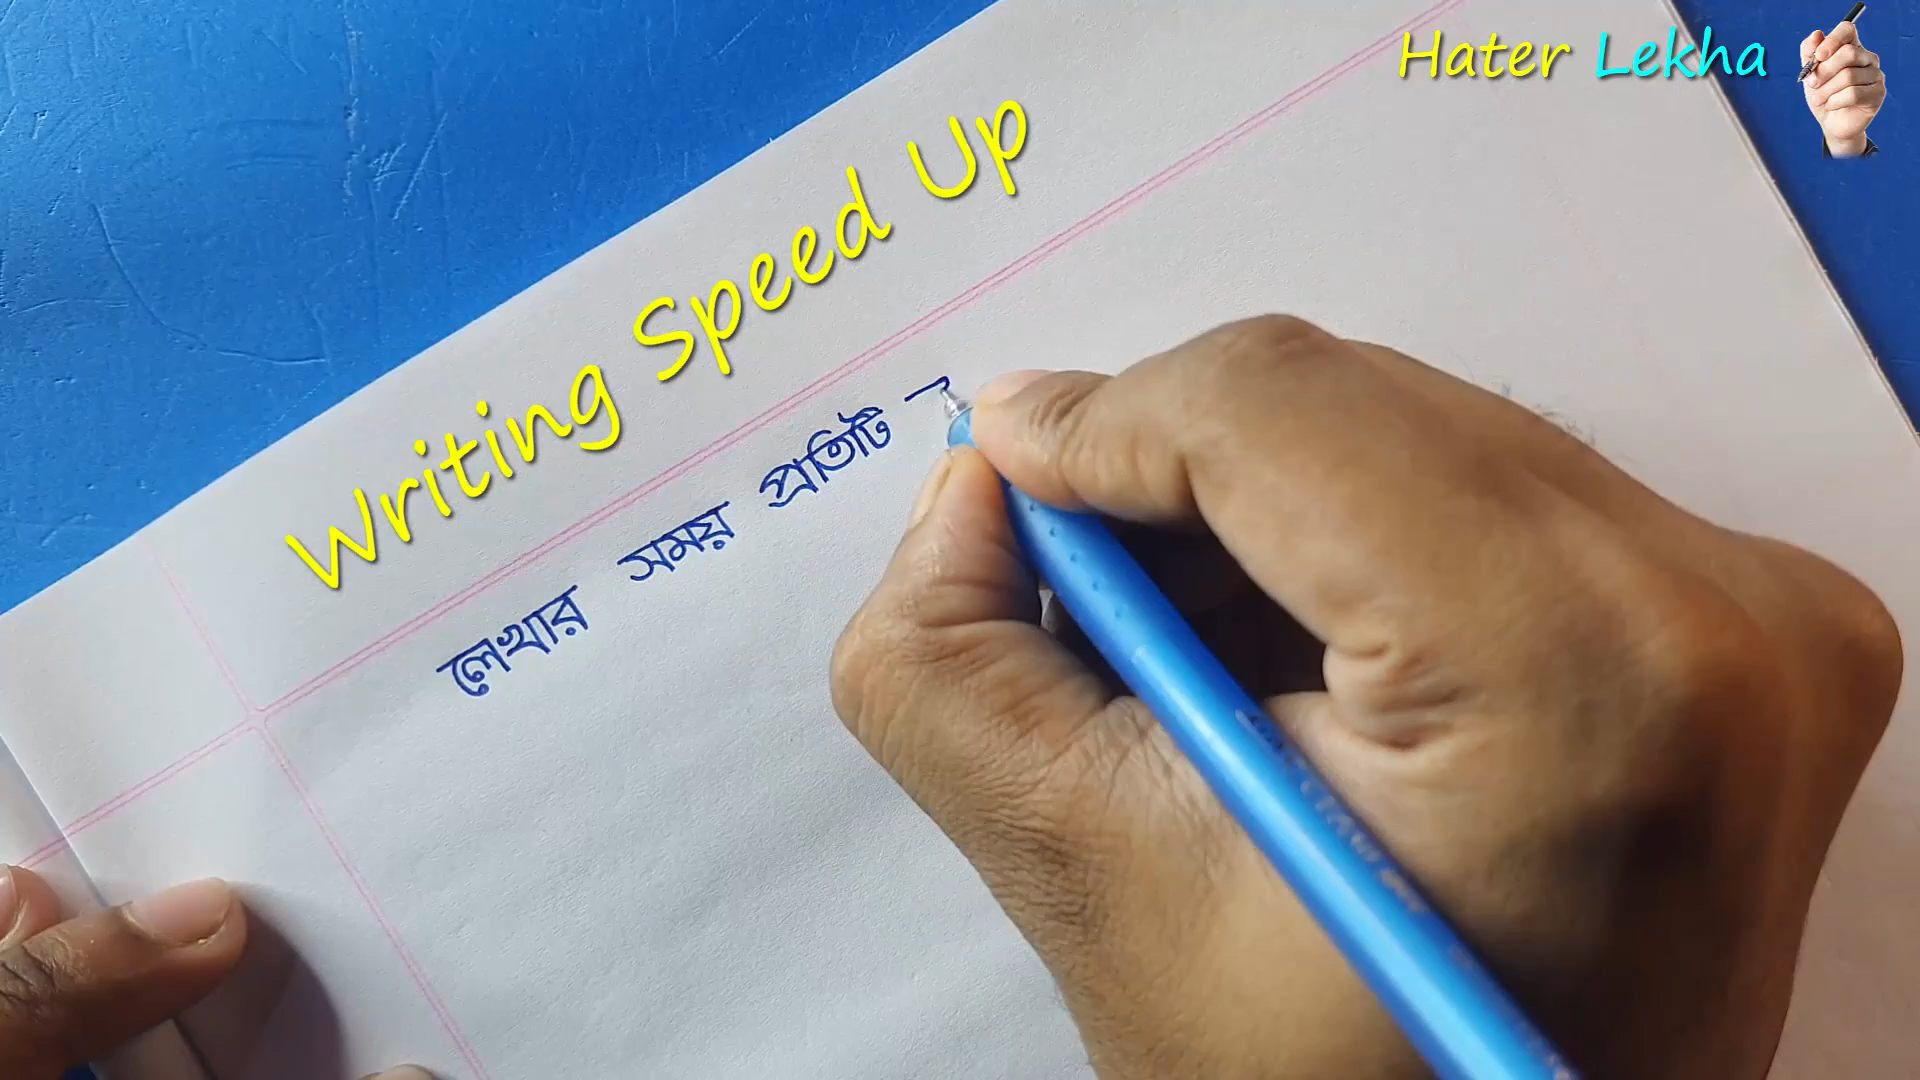 Hater Lekha
Writing Speed Up
লেখার সময় প্রতিটি